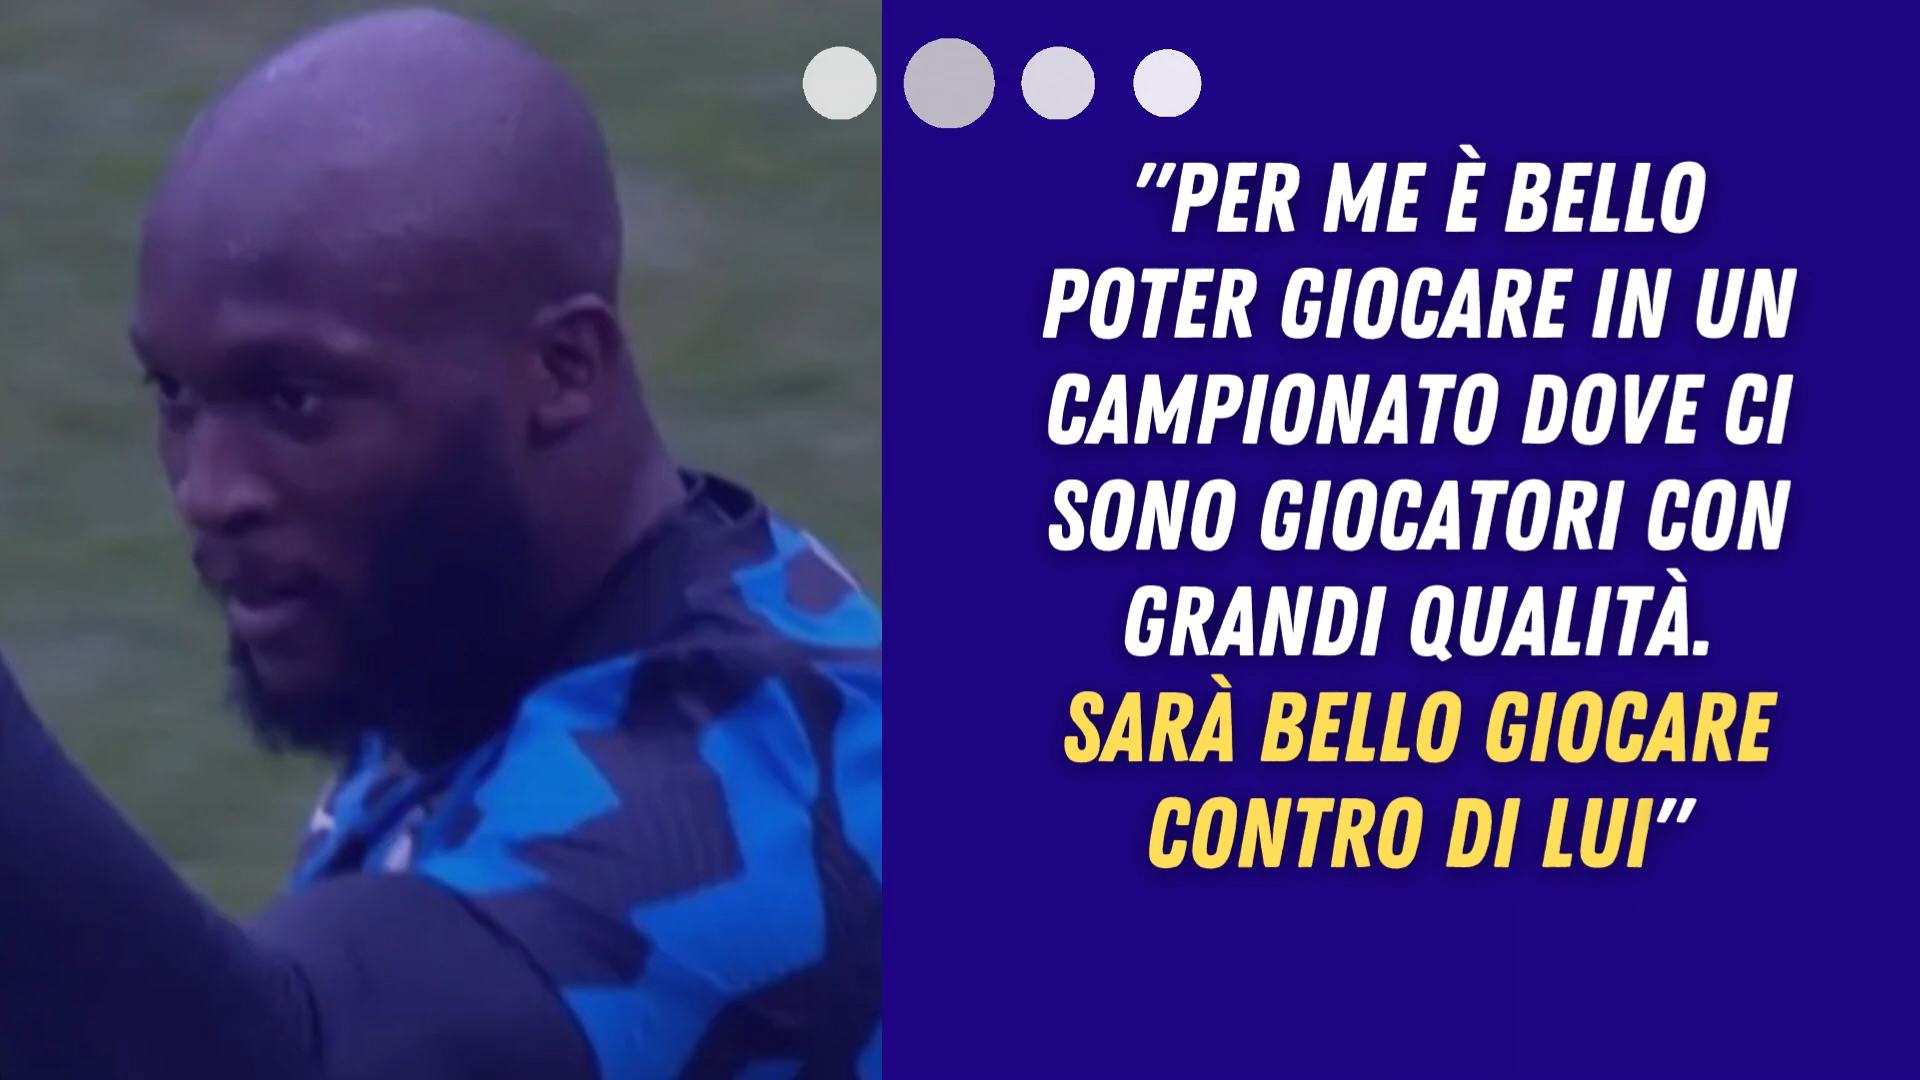 "PER ME È BELLO
POTER GIOCARE IN UN
CAMPIONATO DOVE CI
SONO GIOCATORI CON
GRANDI QUALITÀ.
SARÀ BELLO GIOCARE
CONTRO DI LUI"